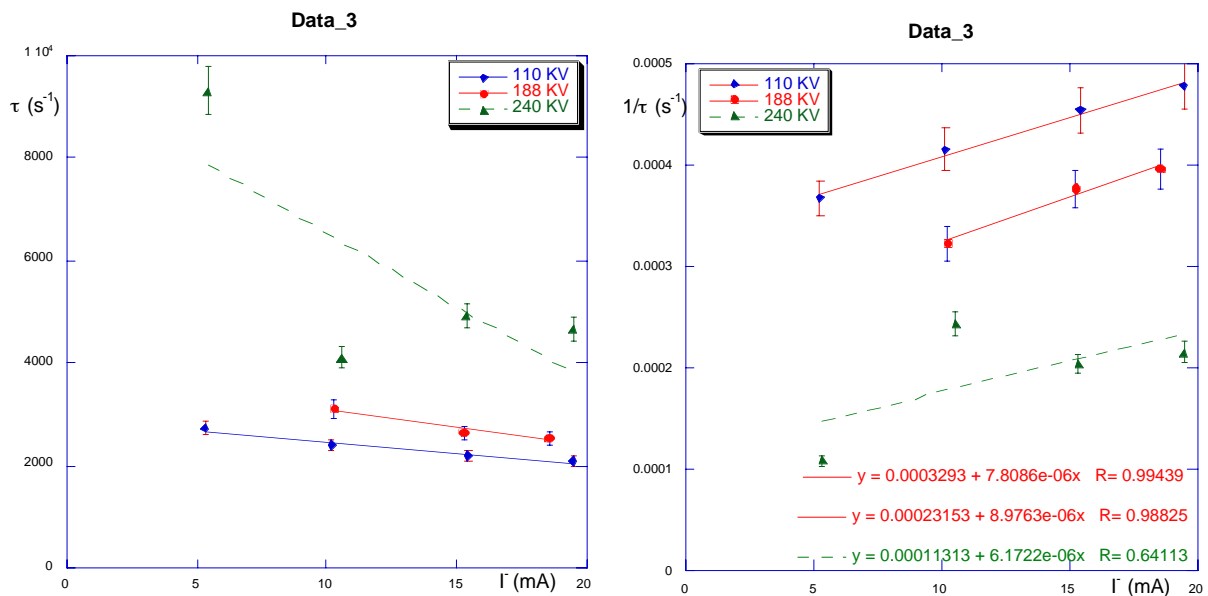 Data_3
1 10⁴
τ (s⁻¹)
110 KV
188 KV
240 KV
8000
6000
4000
2000
0
0 5 10 15 20
I⁻ (mA)
Data_3
0.0005
1/τ (s⁻¹)
110 KV
188 KV
240 KV
0.0004
0.0003
0.0002
0.0001
y = 0.0003293 + 7.8086e-06x R= 0.99439
y = 0.00023153 + 8.9763e-06x R= 0.98825
y = 0.00011313 + 6.1722e-06x R= 0.64113
0
0 5 10 15 20
I⁻ (mA)